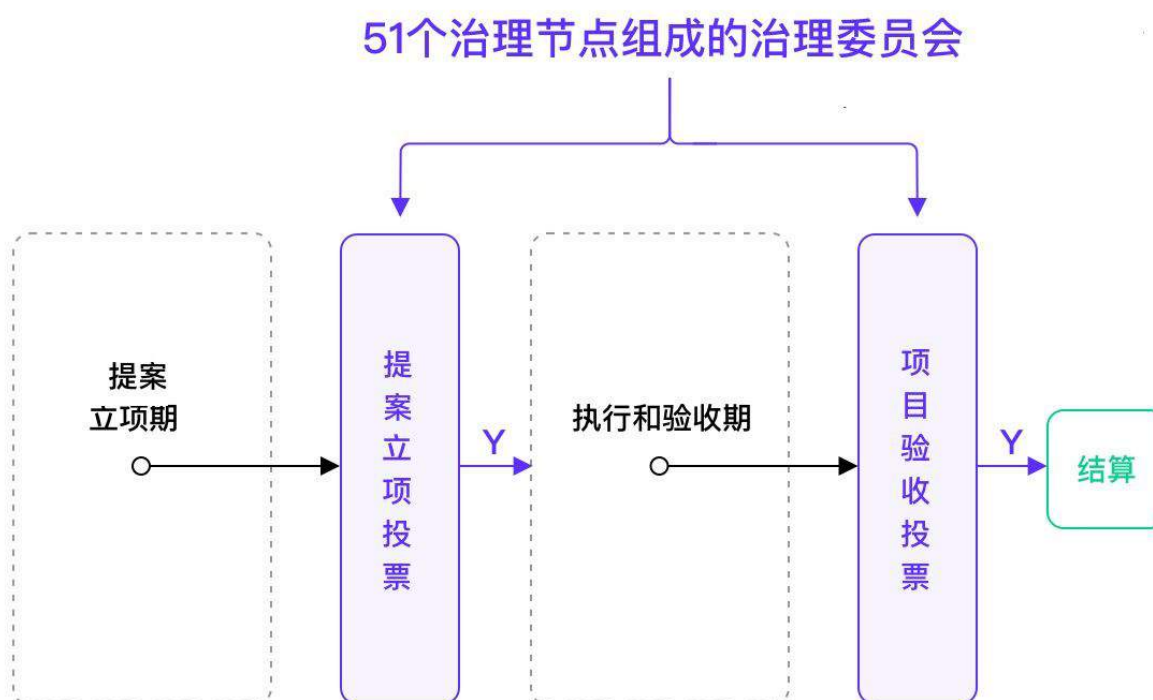 51个治理节点组成的治理委员会
提案
立项期
提案立项投票
Y
执行和验收期
项目验收投票
Y
结算